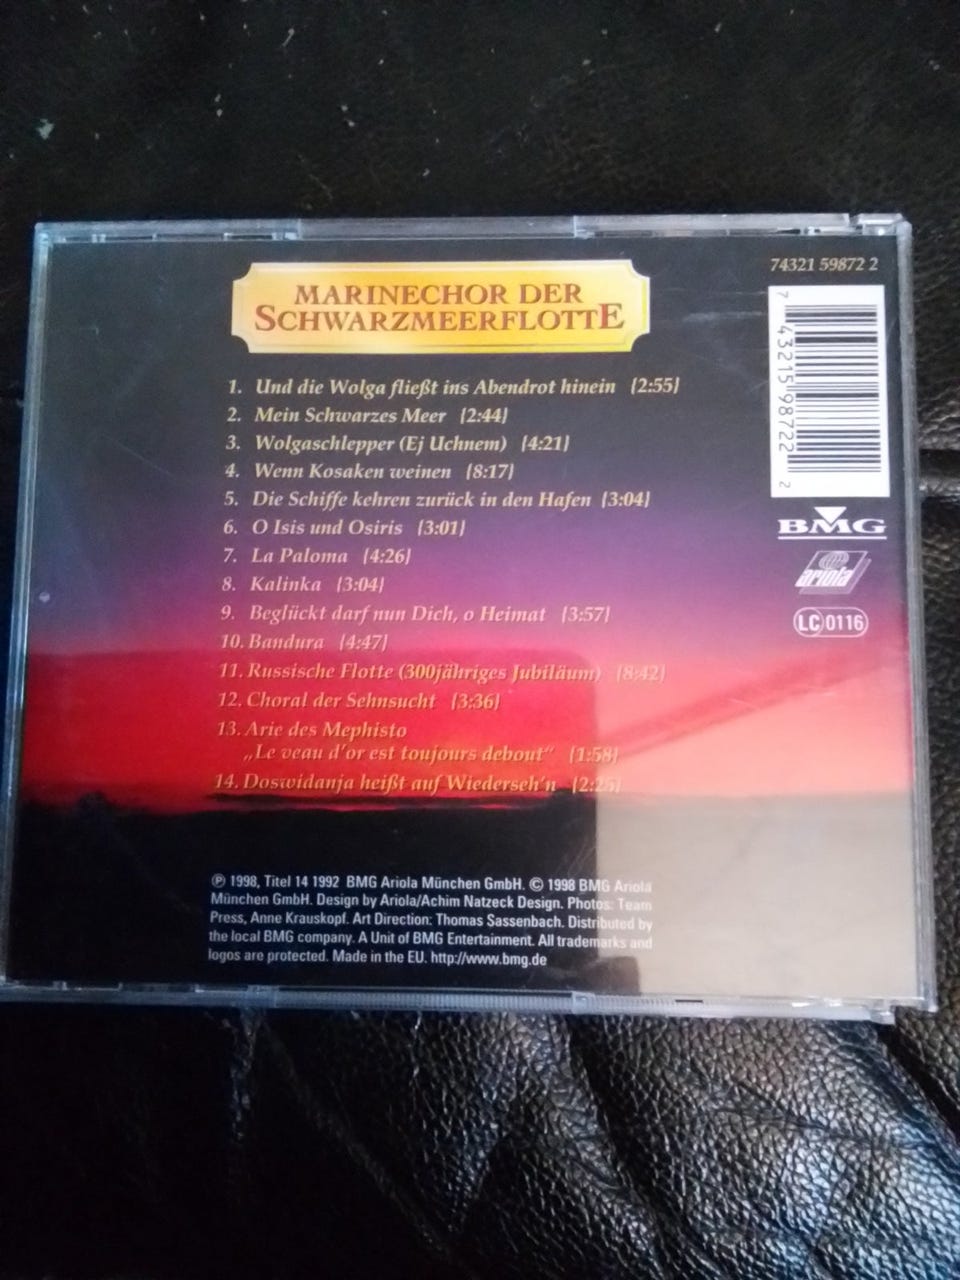 74321 59872 2
MARINECHOR DER
SCHWARZMEERFLOTTE
1. Und die Wolga fließt ins Abendrot hinein [2:55]
2. Mein Schwarzes Meer [2:44]
3. Wolgaschlepper (Ej Uchnem) [4:21]
4. Wenn Kosaken weinen [8:17]
5. Die Schiffe kehren zurück in den Hafen [3:04]
6. O Isis und Osiris [3:01]
7. La Paloma [4:26]
8. Kalinka [3:04]
9. Beglückt darf nun Dich, o Heimat [3:57]
10. Bandura [4:47]
11. Russische Flotte (300jähriges Jubiläum) [8:42]
12. Choral der Sehnsucht [3:36]
13. Arie des Mephisto
„Le veau d'or est toujours debout“ [1:58]
14. Doswidanja heißt auf Wiederseh'n [2:25]
7 43215 98722 2
BMG
ariola
LC 0116
℗ 1998, Titel 14 1992 BMG Ariola München GmbH. © 1998 BMG Ariola
München GmbH. Design by Ariola/Achim Natzeck Design. Photos: Team
Press, Anne Krauskopf. Art Direction: Thomas Sassenbach. Distributed by
the local BMG company. A Unit of BMG Entertainment. All trademarks and
logos are protected. Made in the EU. http://www.bmg.de